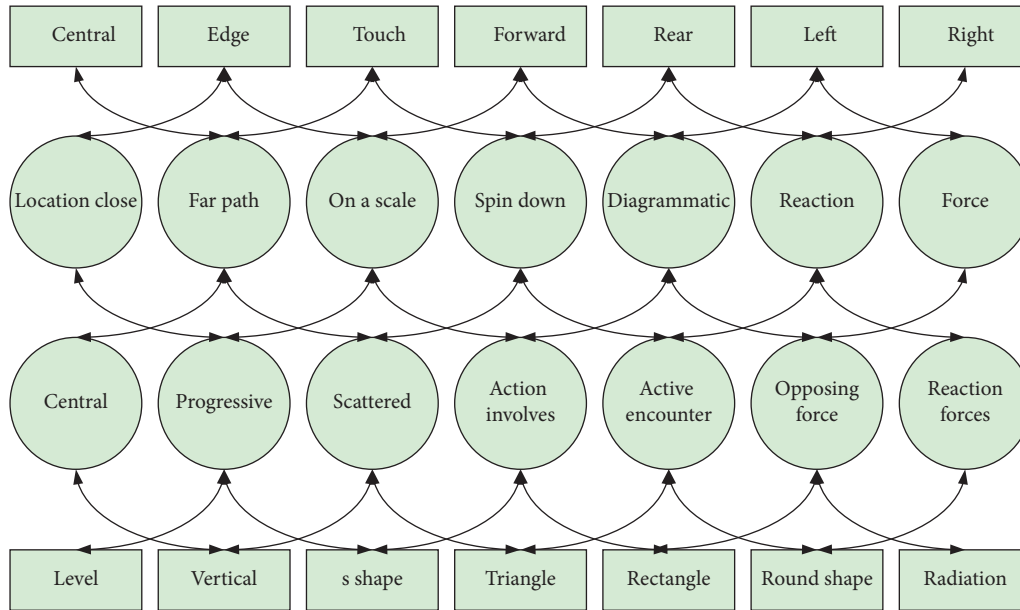 Central
Edge
Touch
Forward
Rear
Left
Right
Location close
Far path
On a scale
Spin down
Diagrammatic
Reaction
Force
Central
Progressive
Scattered
Action
involves
Active
encounter
Opposing
force
Reaction
forces
Level
Vertical
s shape
Triangle
Rectangle
Round shape
Radiation